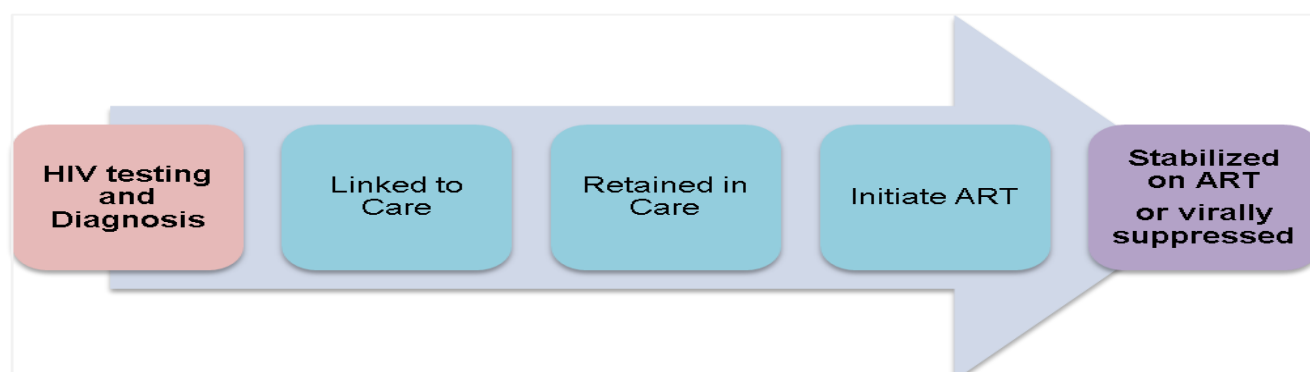 HIV testing
and
Diagnosis
Linked to
Care
Retained in
Care
Initiate ART
Stabilized
on ART
or virally
suppressed